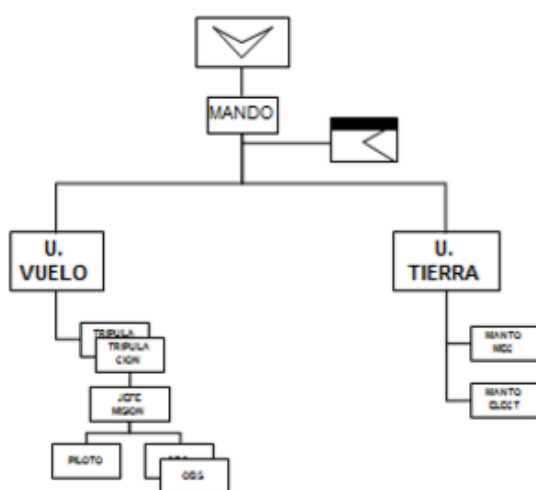 MANDO
U.
VUELO
U.
TIERRA
TRIPULA
TRIPULA
CION
MANTO
MEC
JEFE
MISION
MANTO
ELECT
PILOTO
OBS